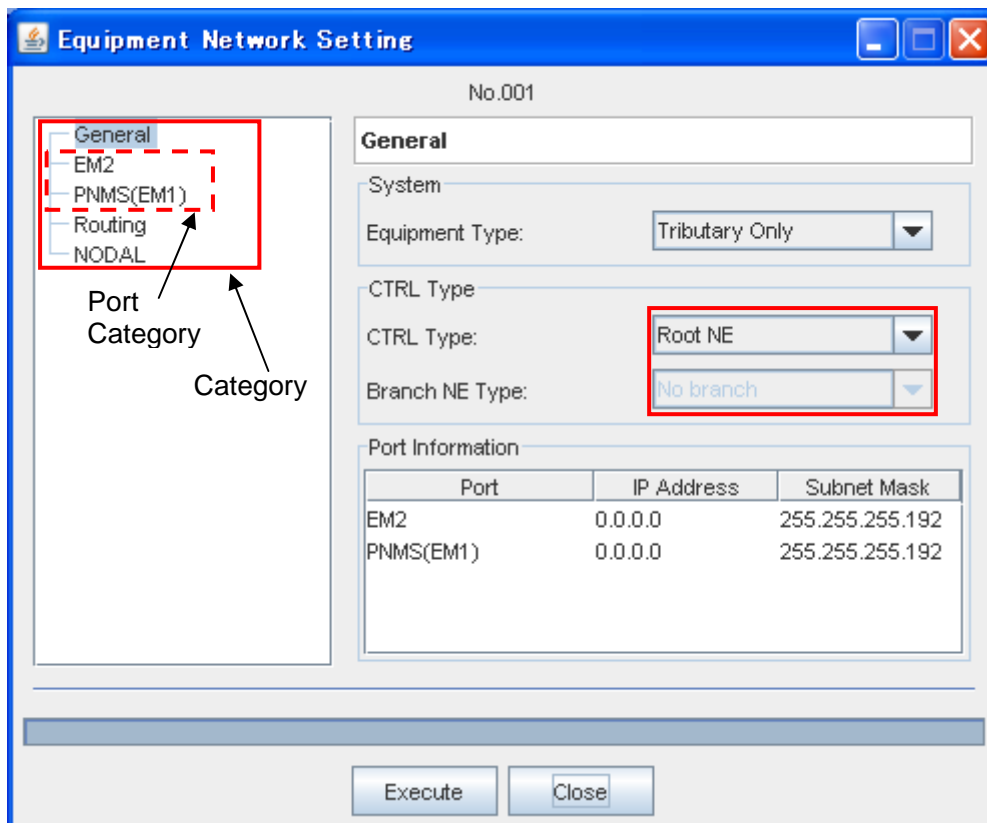 Equipment Network Setting
No.001
General
EM2
PNMS(EM1)
Routing
NODAL
Port
Category
Category
General
System
Equipment Type: Tributary Only
CTRL Type
CTRL Type: Root NE
Branch NE Type: No branch
Port Information
Port IP Address Subnet Mask
EM2 0.0.0.0 255.255.255.192
PNMS(EM1) 0.0.0.0 255.255.255.192
Execute Close